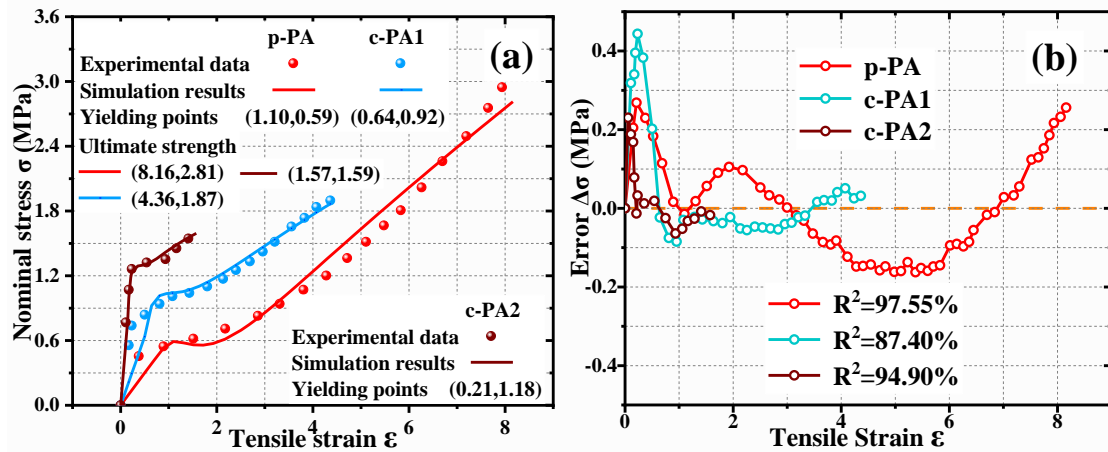 (a)
p-PA c-PA1
Experimental data
Simulation results
Yielding points (1.10,0.59) (0.64,0.92)
Ultimate strength
(8.16,2.81) (1.57,1.59)
(4.36,1.87)
c-PA2
Experimental data
Simulation results
Yielding points (0.21,1.18)
Nominal stress σ (MPa)
3.6
3.0
2.4
1.8
1.2
0.6
0.0
0 2 4 6 8
Tensile strain ε
(b)
p-PA
c-PA1
c-PA2
R²=97.55%
R²=87.40%
R²=94.90%
Error Δσ (MPa)
0.4
0.2
0.0
-0.2
-0.4
0 2 4 6 8
Tensile Strain ε